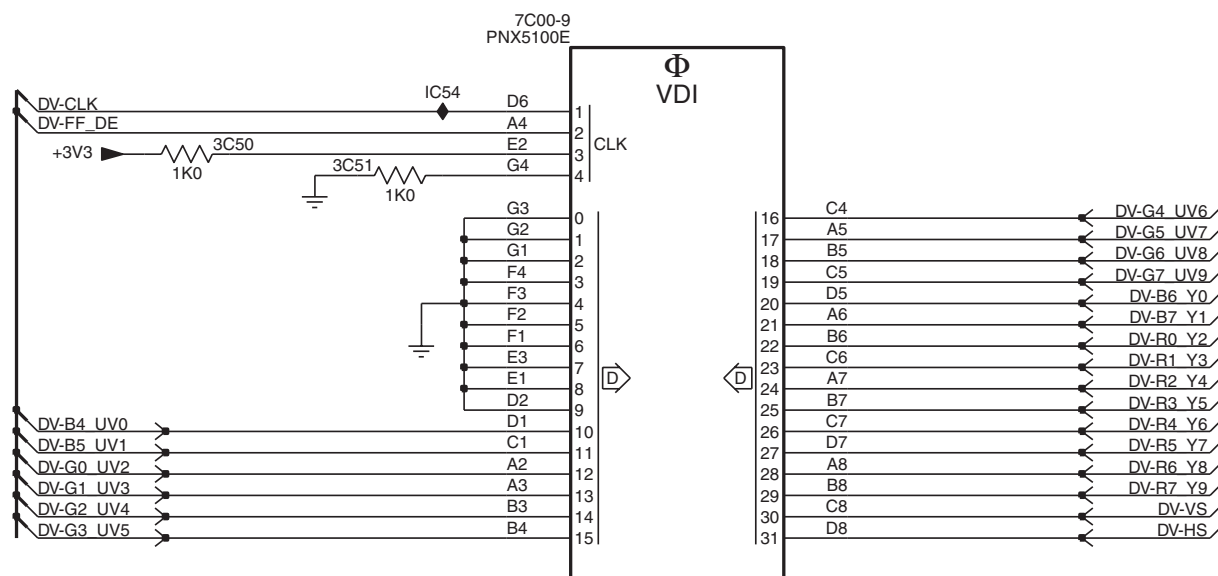 7C00-9
PNX5100E
Φ
VDI
DV-CLK IC54 D6 1
DV-FF_DE A4 2
+3V3 3C50 1K0 E2 3
CLK
3C51 1K0 G4 4
G3 0
G2 1
G1 2
F4 3
F3 4
F2 5
F1 6
E3 7
E1 8
D2 9
D
DV-B4_UV0 D1 10
DV-B5_UV1 C1 11
DV-G0_UV2 A2 12
DV-G1_UV3 A3 13
DV-G2_UV4 B3 14
DV-G3_UV5 B4 15
16 C4 DV-G4_UV6
17 A5 DV-G5_UV7
18 B5 DV-G6_UV8
19 C5 DV-G7_UV9
20 D5 DV-B6_Y0
21 A6 DV-B7_Y1
22 B6 DV-R0_Y2
23 C6 DV-R1_Y3
D
24 A7 DV-R2_Y4
25 B7 DV-R3_Y5
26 C7 DV-R4_Y6
27 D7 DV-R5_Y7
28 A8 DV-R6_Y8
29 B8 DV-R7_Y9
30 C8 DV-VS
31 D8 DV-HS